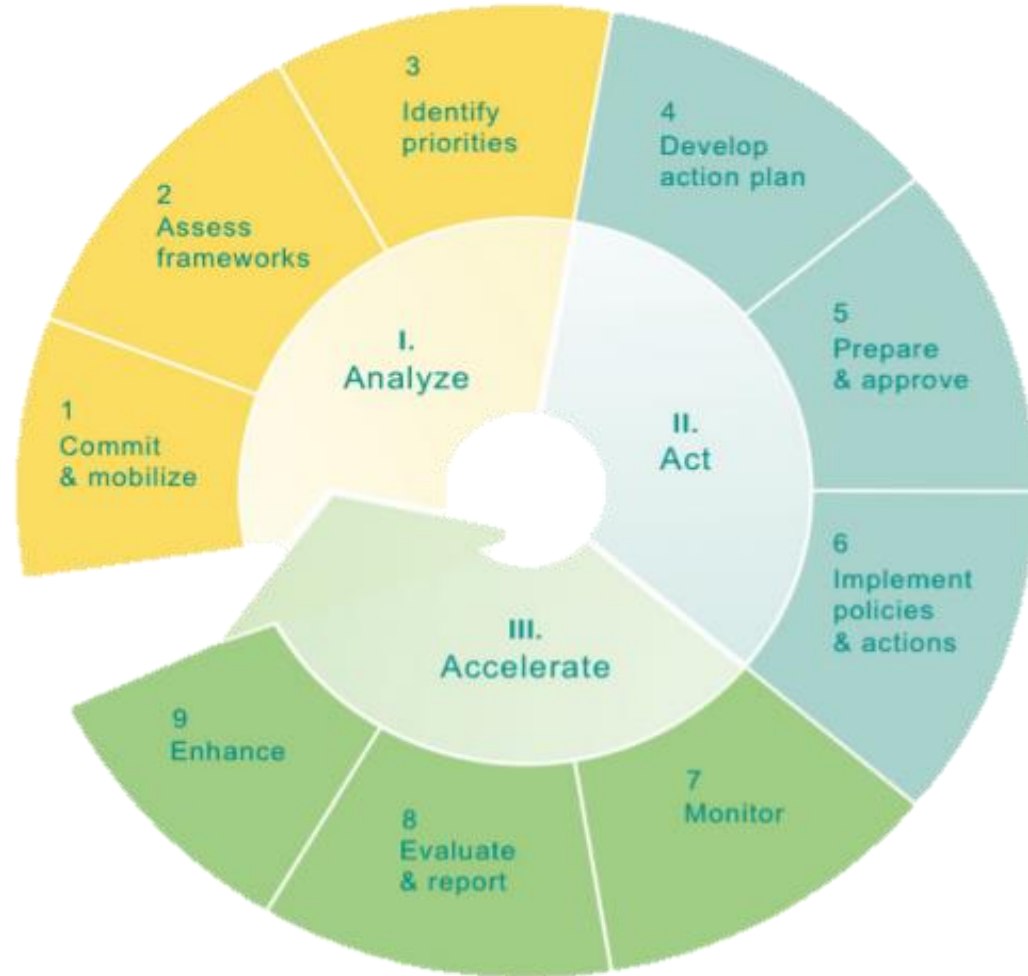 1
Commit
& mobilize
2
Assess
frameworks
3
Identify
priorities
4
Develop
action plan
5
Prepare
& approve
6
Implement
policies
& actions
7
Monitor
8
Evaluate
& report
9
Enhance
I.
Analyze
II.
Act
III.
Accelerate